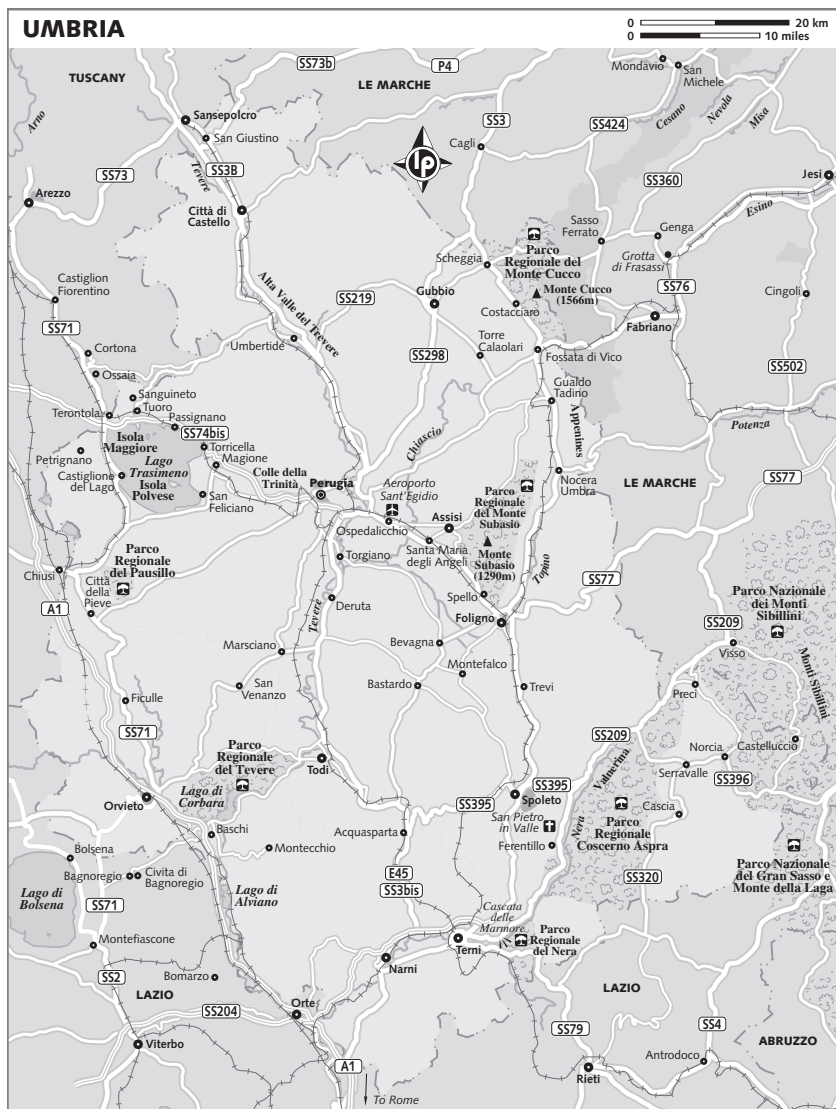 UMBRIA
0 20 km
0 10 miles
TUSCANY
SS73b
P4
LE MARCHE
Mondavio
San
Michele
Arno
Sansepolcro
San Giustino
Tevere
SS3B
SS73
SS3
SS424
Cesano
Nevola
Misa
Cagli
lp
Arezzo
Città di
Castello
SS360
Jesi
Esino
Sasso
Ferrato
Genga
Grotta
di Frasassi
Scheggia
Parco
Regionale del
Monte Cucco
Monte Cucco
(1566m)
Castiglion
Fiorentino
Alta Valle del Trevere
SS219
Gubbio
Costacciaro
SS76
Cingoli
Fabriano
SS71
Umbertide
SS298
Torre
Calaolari
Fossata di Vico
Cortona
Ossaia
SS502
Sanguineto
Tuoro
Terontola
Passignano
Gualdo
Tadino
Appenines
Chiascio
Potenza
SS74bis
Isola
Maggiore
Torricella
Magione
Petrignano
Lago
Trasimeno
Castiglione
del Lago
Isola
Polvese
Colle della
Trinità
Perugia
Aeroporto
Sant'Egidio
Parco
Regionale
del Monte
Subasio
Nocera
Umbra
LE MARCHE
SS77
San
Feliciano
Ospedalicchio
Assisi
Santa Maria
degli Angeli
Monte
Subasio
(1290m)
Topino
Parco
Regionale
del Pausillo
Torgiano
Chiusi
Città
della
Pieve
A1
SS77
Parco Nazionale
dei Monti
Sibillini
Spello
Deruta
Tevere
Foligno
SS209
Visso
Marsciano
Bevagna
Montefalco
Monti Sibillini
San
Venanzo
Bastardo
Trevi
Preci
Ficulle
SS71
SS209
Valnerina
Norcia
Castelluccio
Serravalle
SS396
Parco
Regionale
del Tevere
Todi
Lago di
Corbara
Orvieto
SS395
SS395
Spoleto
San Pietro
in Valle
Nera
Cascia
Parco
Regionale
Coscerno Aspra
Baschi
Acquasparta
Ferentillo
Montecchio
Bolsena
Bagnoregio
Civita di
Bagnoregio
Lago di
Bolsena
SS71
Lago di
Alviano
E45
SS3bis
SS320
Parco Nazionale
del Gran Sasso e
Monte della Laga
Cascata
delle
Marmore
Terni
Parco
Regionale
del Nera
Montefiascone
Narni
SS2
Bomarzo
LAZIO
LAZIO
SS204
Orte
SS79
SS4
ABRUZZO
Viterbo
A1
Antrodoco
Rieti
To Rome